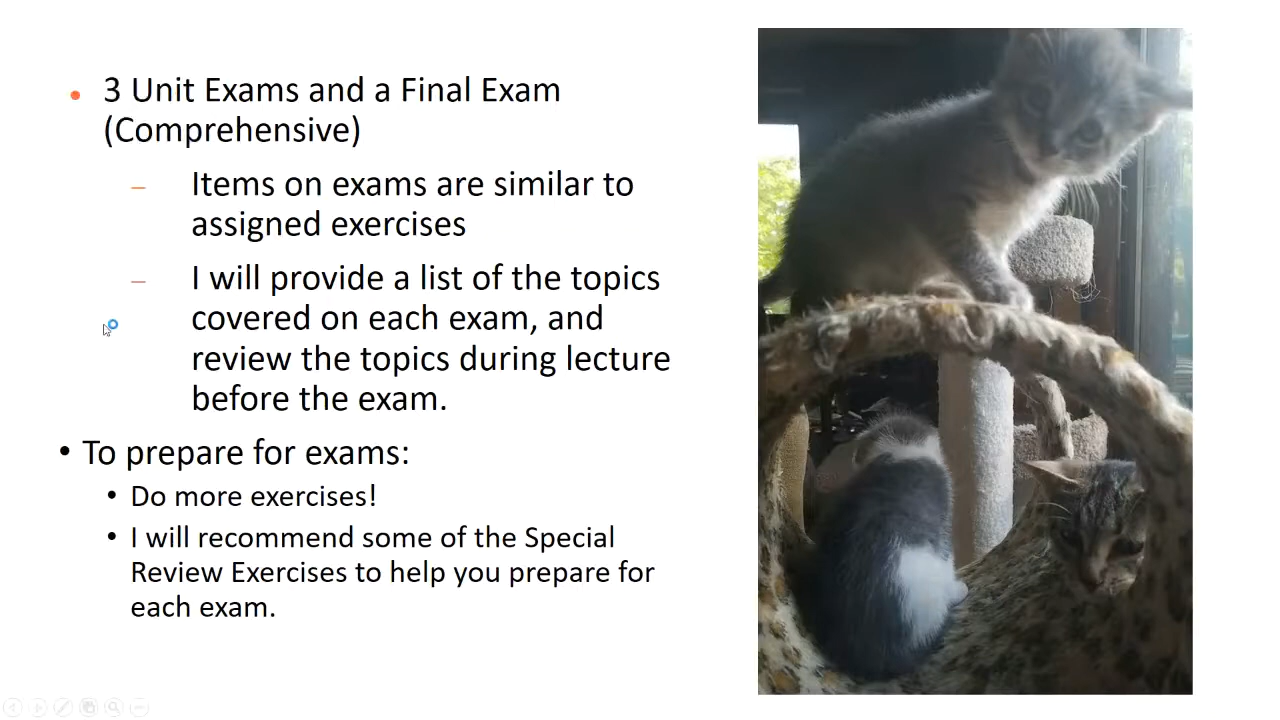 3 Unit Exams and a Final Exam
(Comprehensive)
Items on exams are similar to
assigned exercises
I will provide a list of the topics
covered on each exam, and
review the topics during lecture
before the exam.
To prepare for exams:
Do more exercises!
I will recommend some of the Special
Review Exercises to help you prepare for
each exam.